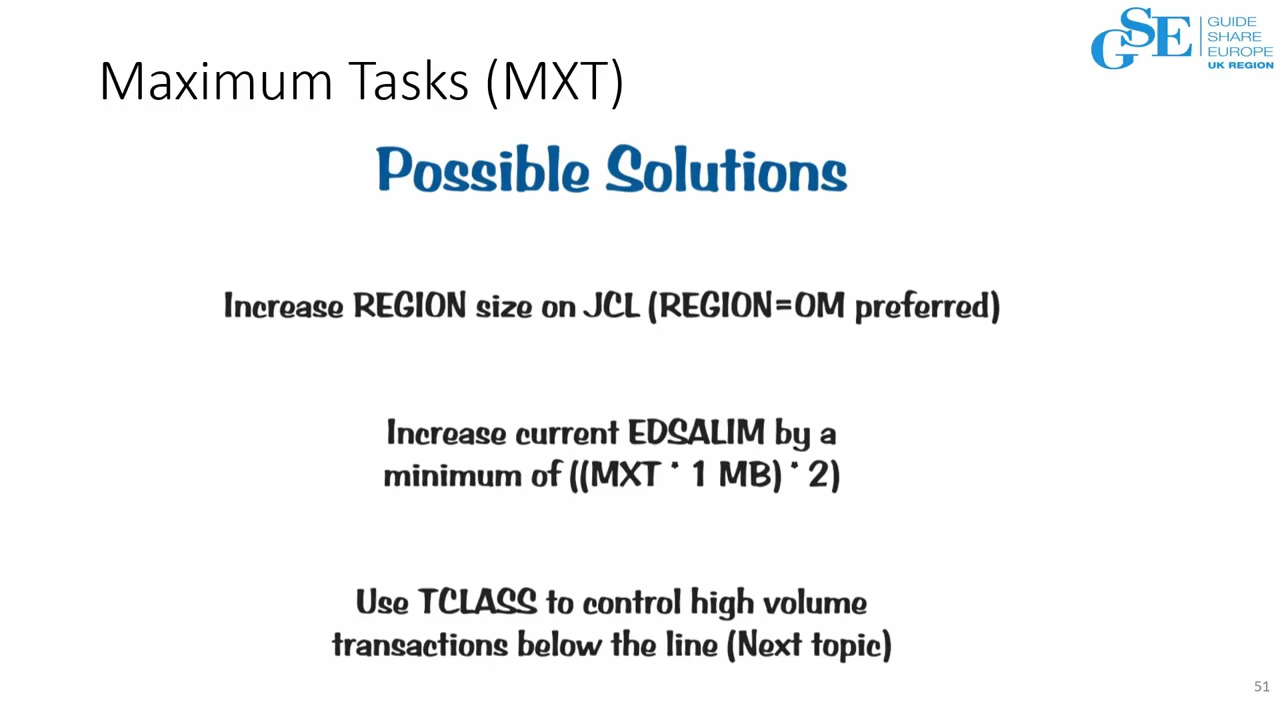 GSE
GUIDE
SHARE
EUROPE
UK REGION
Maximum Tasks (MXT)
Possible Solutions
Increase REGION size on JCL (REGION=0M preferred)
Increase current EDSALIM by a
minimum of ((MXT * 1 MB) * 2)
Use TCLASS to control high volume
transactions below the line (Next topic)
51